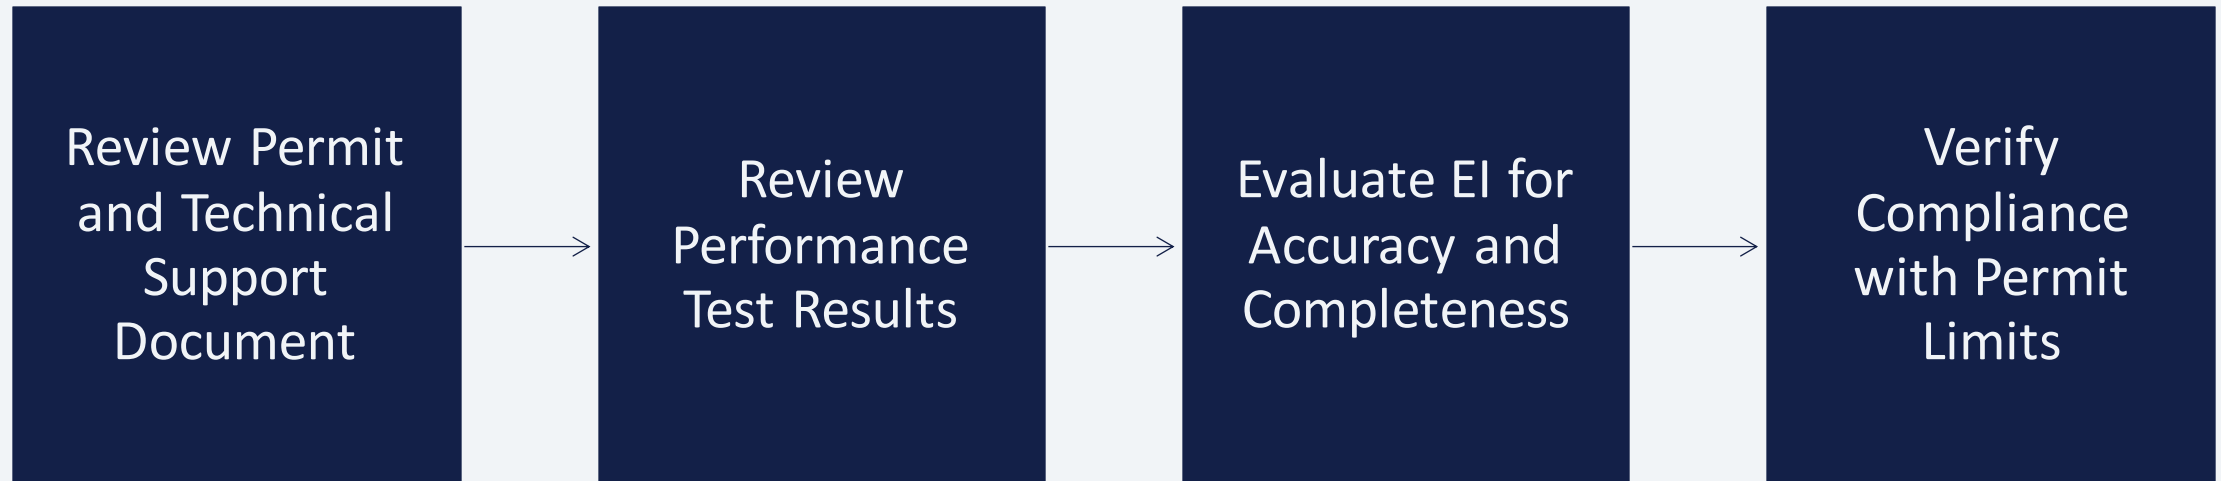 Review Permit
and Technical
Support
Document
Review
Performance
Test Results
Evaluate EI for
Accuracy and
Completeness
Verify
Compliance
with Permit
Limits